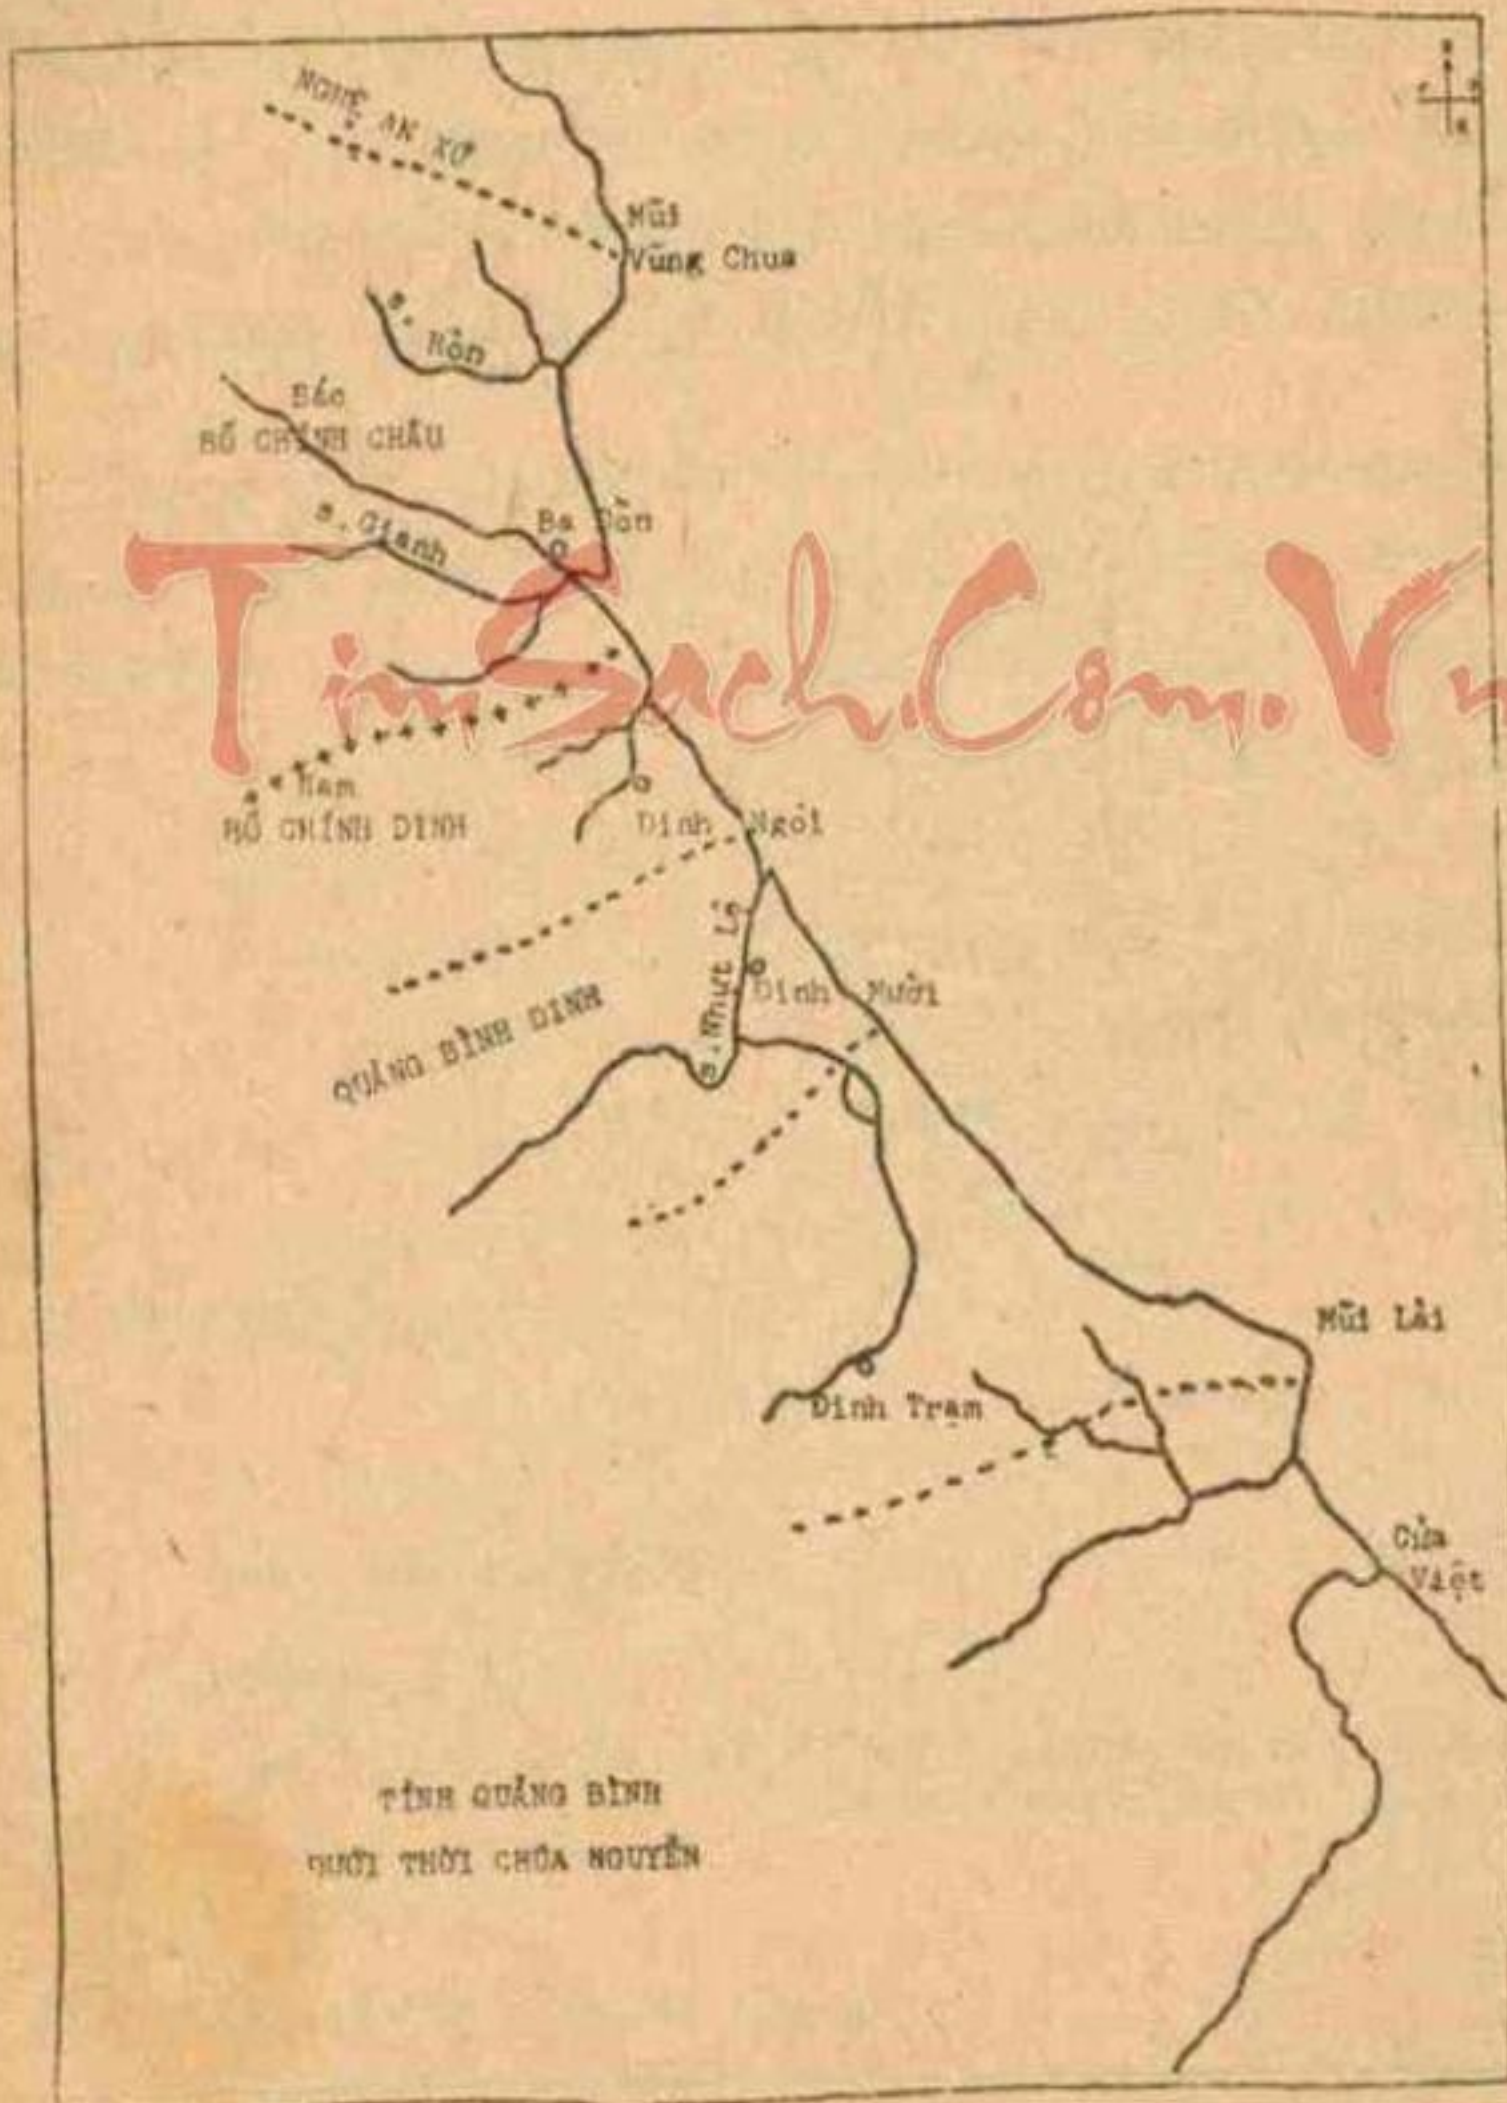 NGHỆ AN XỨ
Mũi
Vũng Chua
S. Ròn
Bắc
BỐ CHÍNH CHÂU
S. Gianh
Ba Đồn
TimSach.Com.Vn
Nam
BỐ CHÍNH DINH
Dinh Ngói
S. Nhựt Lệ
Dinh Mười
QUẢNG BÌNH DINH
Mũi Lài
Dinh Trạm
Cửa
Việt
TỈNH QUẢNG BÌNH
DƯỚI THỜI CHÚA NGUYỄN